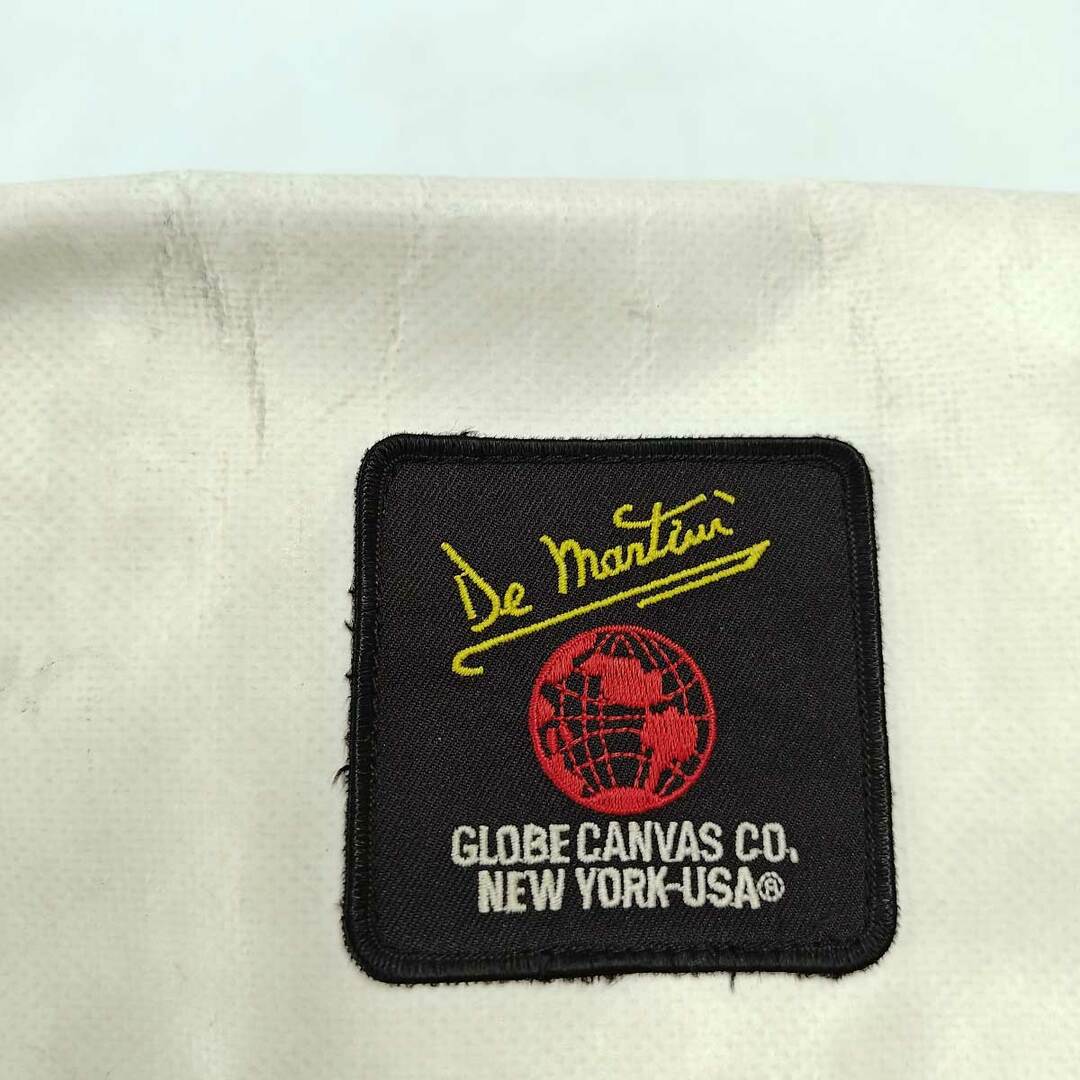 De Martini
GLOBE CANVAS CO.
NEW YORK-USA®